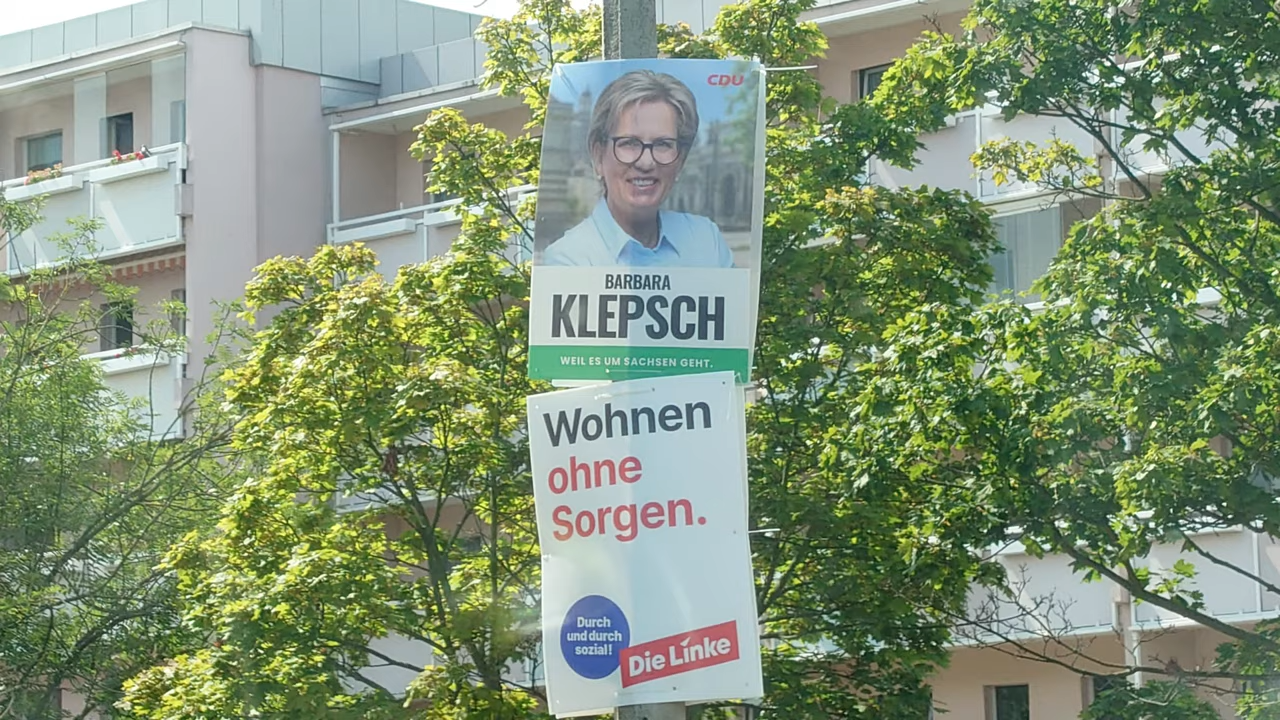 CDU
BARBARA
KLEPSCH
WEIL ES UM SACHSEN GEHT.
Wohnen
ohne
Sorgen.
Durch
und durch
sozial!
Die Linke